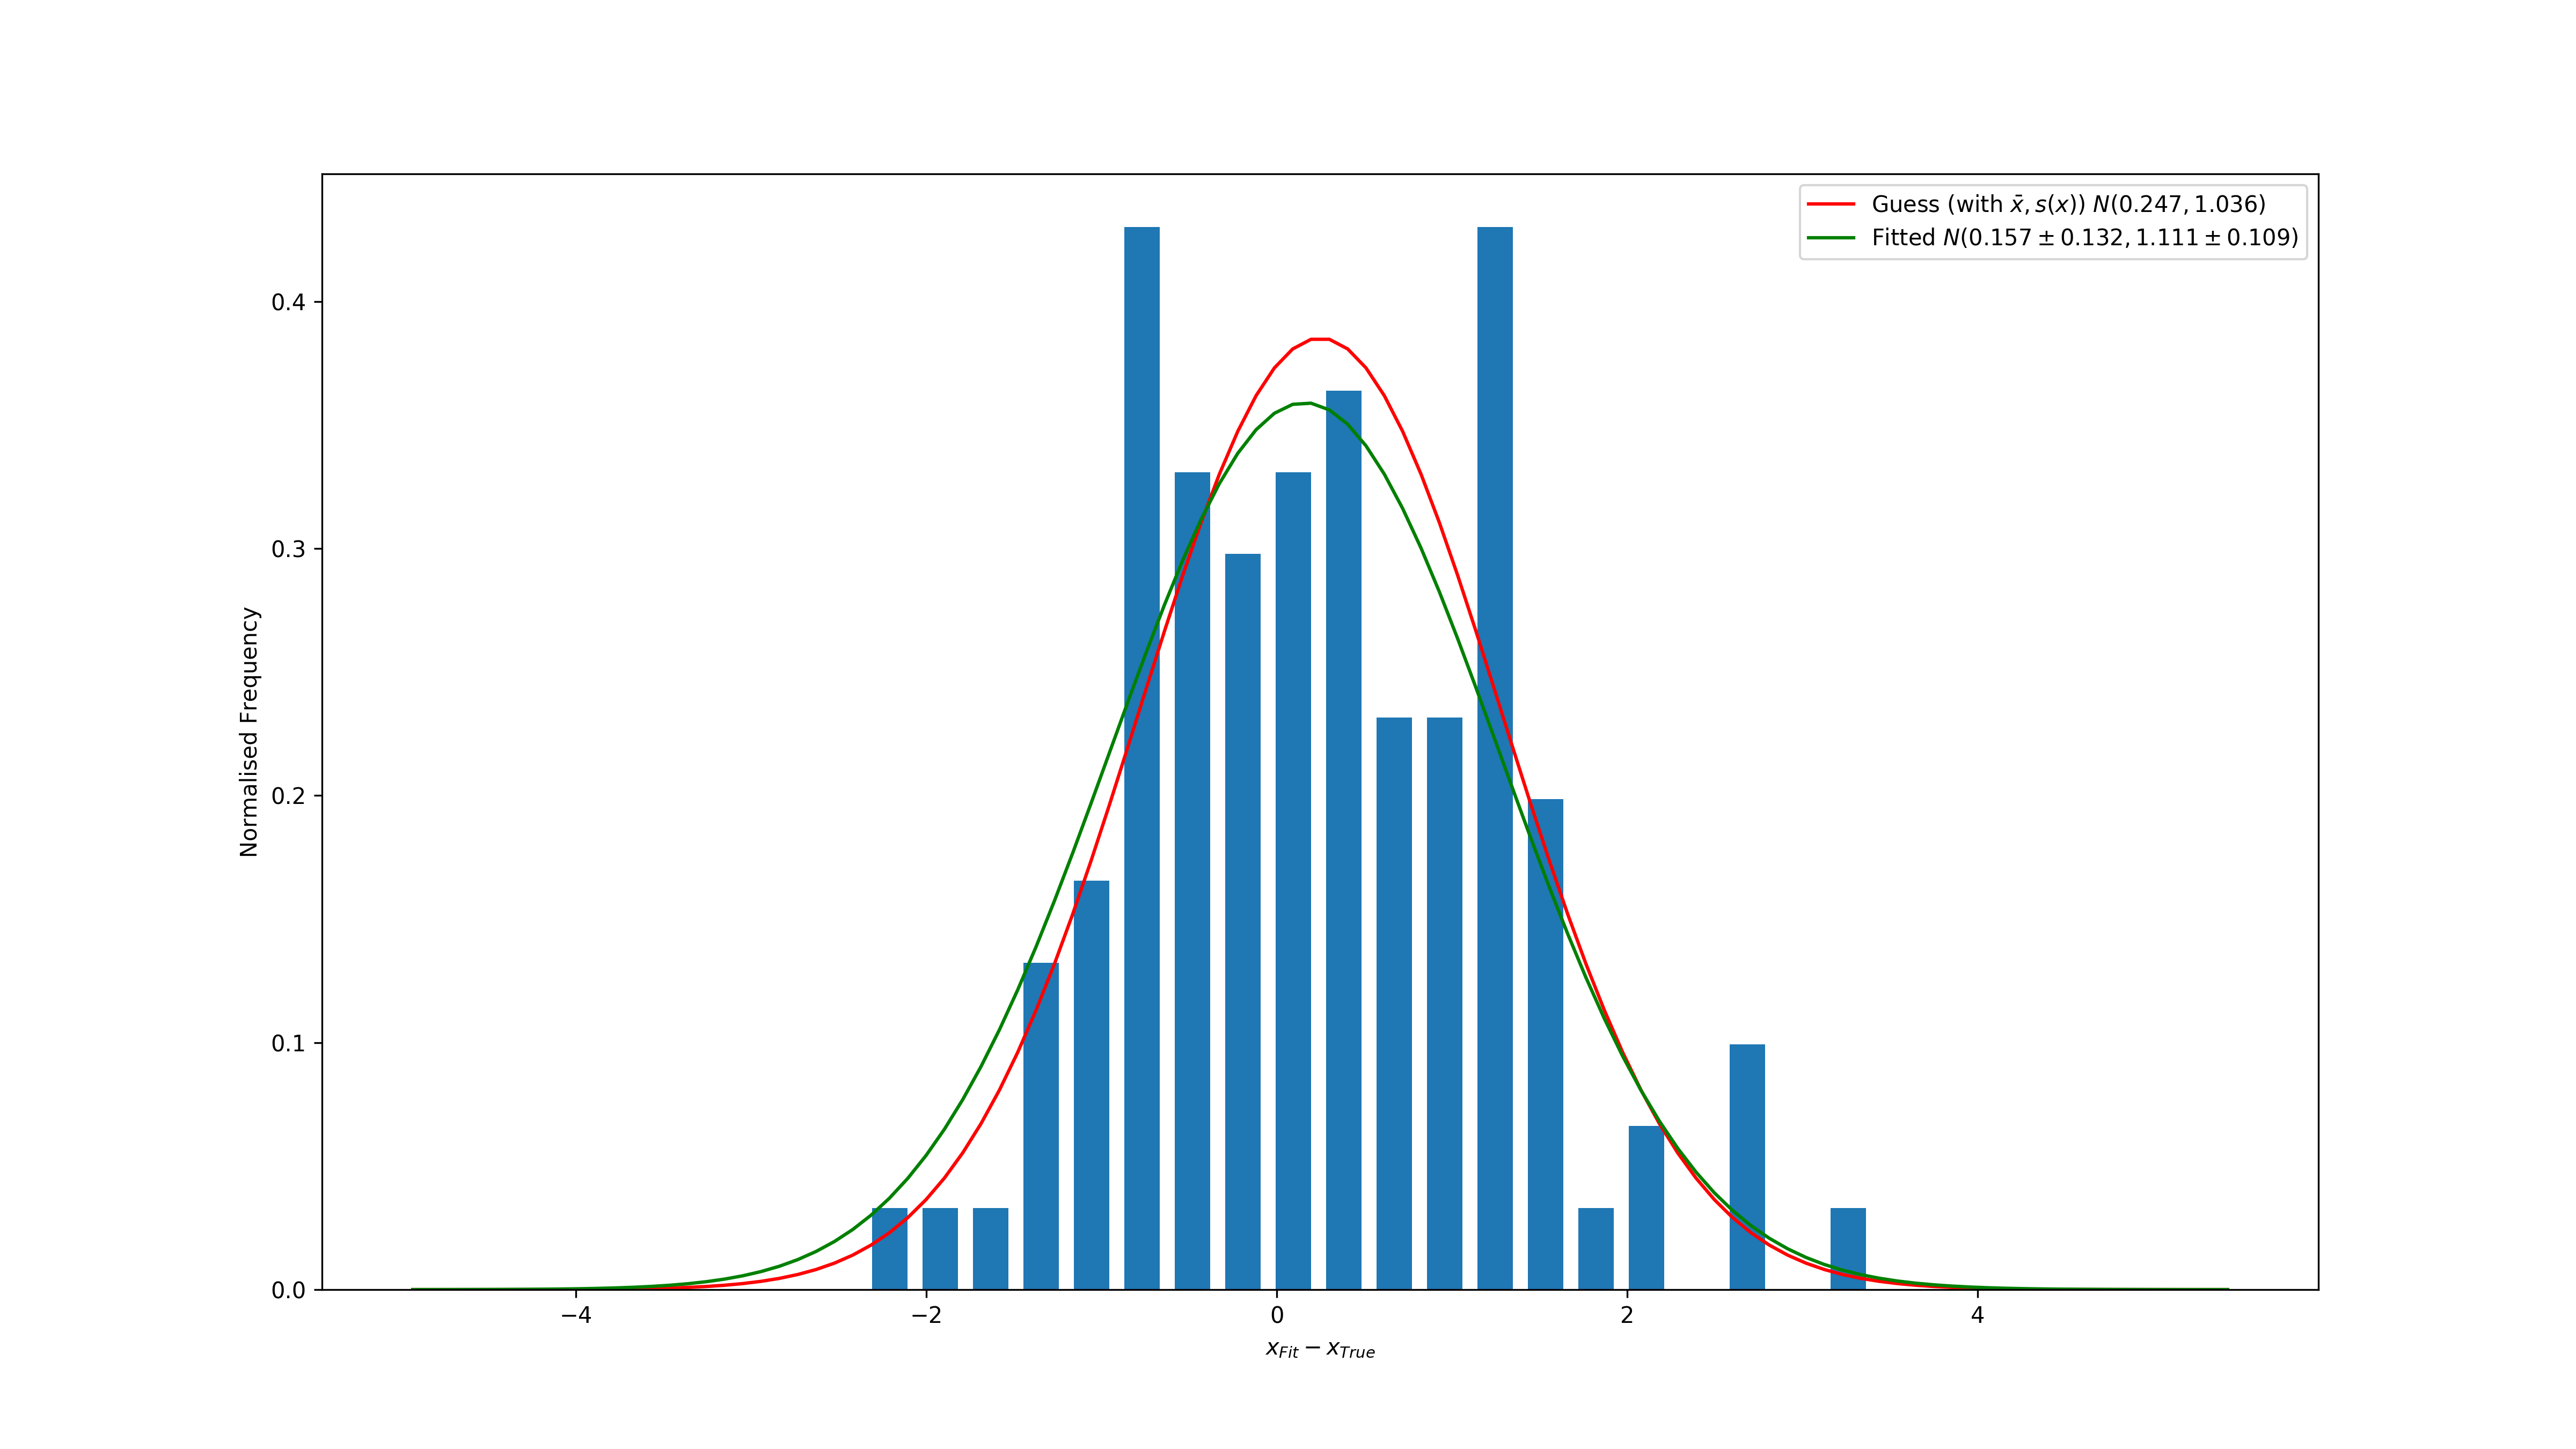 Guess (with x̄, s(x)) N(0.247, 1.036)
Fitted N(0.157 ± 0.132, 1.111 ± 0.109)
0.4
0.3
0.2
0.1
0.0
Normalised Frequency
−4 −2 0 2 4
x_Fit − x_True